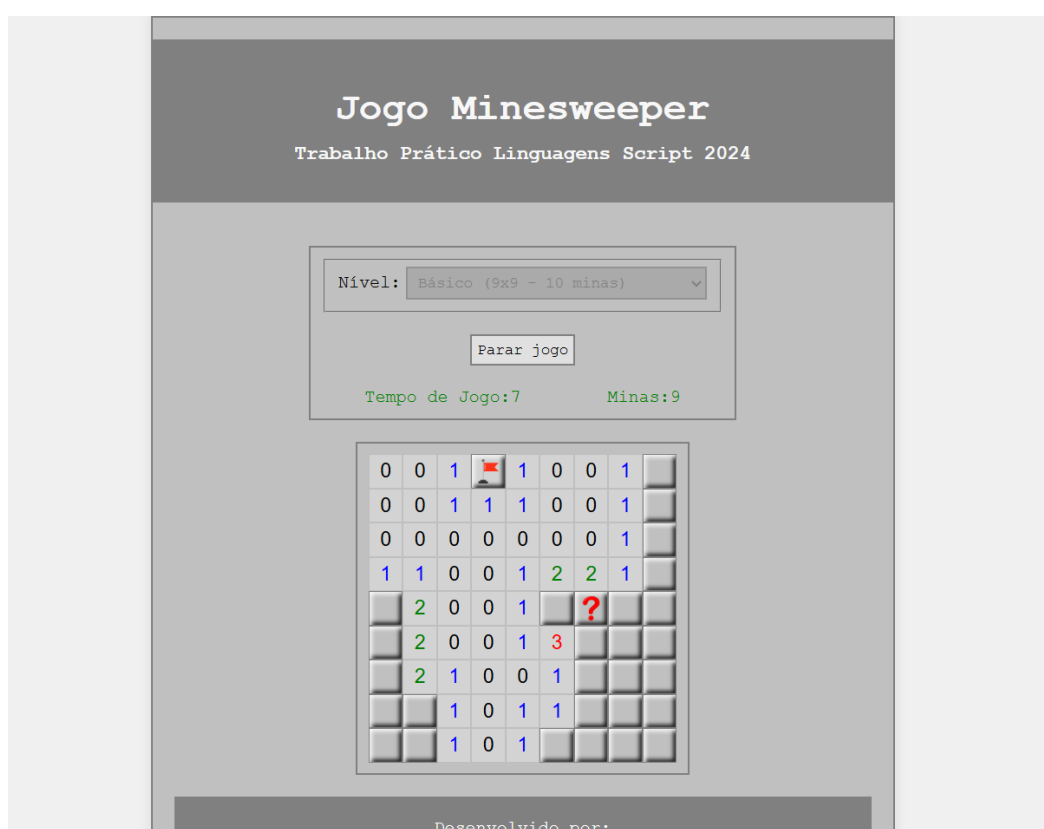 Jogo Minesweeper
Trabalho Prático Linguagens Script 2024
Nível: Básico (9x9 - 10 minas)
Parar jogo
Tempo de Jogo:7 Minas:9
0 0 1 1 0 0 1
0 0 1 1 1 0 0 1
0 0 0 0 0 0 0 1
1 1 0 0 1 2 2 1
2 0 0 1 ?
2 0 0 1 3
2 1 0 0 1
1 0 1 1
1 0 1
Desenvolvido por: